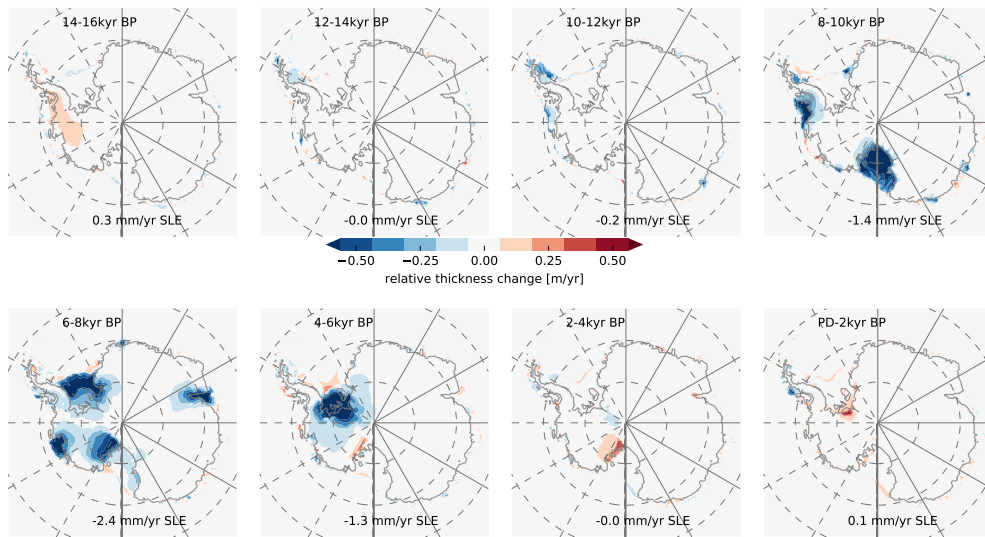 14-16kyr BP 12-14kyr BP 10-12kyr BP 8-10kyr BP
0.3 mm/yr SLE -0.0 mm/yr SLE -0.2 mm/yr SLE -1.4 mm/yr SLE
−0.50 −0.25 0.00 0.25 0.50
relative thickness change [m/yr]
6-8kyr BP 4-6kyr BP 2-4kyr BP PD-2kyr BP
-2.4 mm/yr SLE -1.3 mm/yr SLE -0.0 mm/yr SLE 0.1 mm/yr SLE